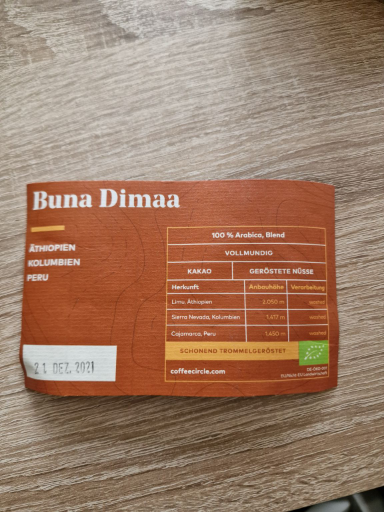 Buna Dimaa
ÄTHIOPIEN
KOLUMBIEN
PERU
100 % Arabica, Blend
VOLLMUNDIG
KAKAO GERÖSTETE NÜSSE
Herkunft Anbauhöhe Verarbeitung
Limu, Äthiopien 2.050 m washed
Sierra Nevada, Kolumbien 1.477 m washed
Cajamarca, Peru 1.450 m washed
SCHONEND TROMMELGERÖSTET
21 DEZ. 2021
coffeecircle.com